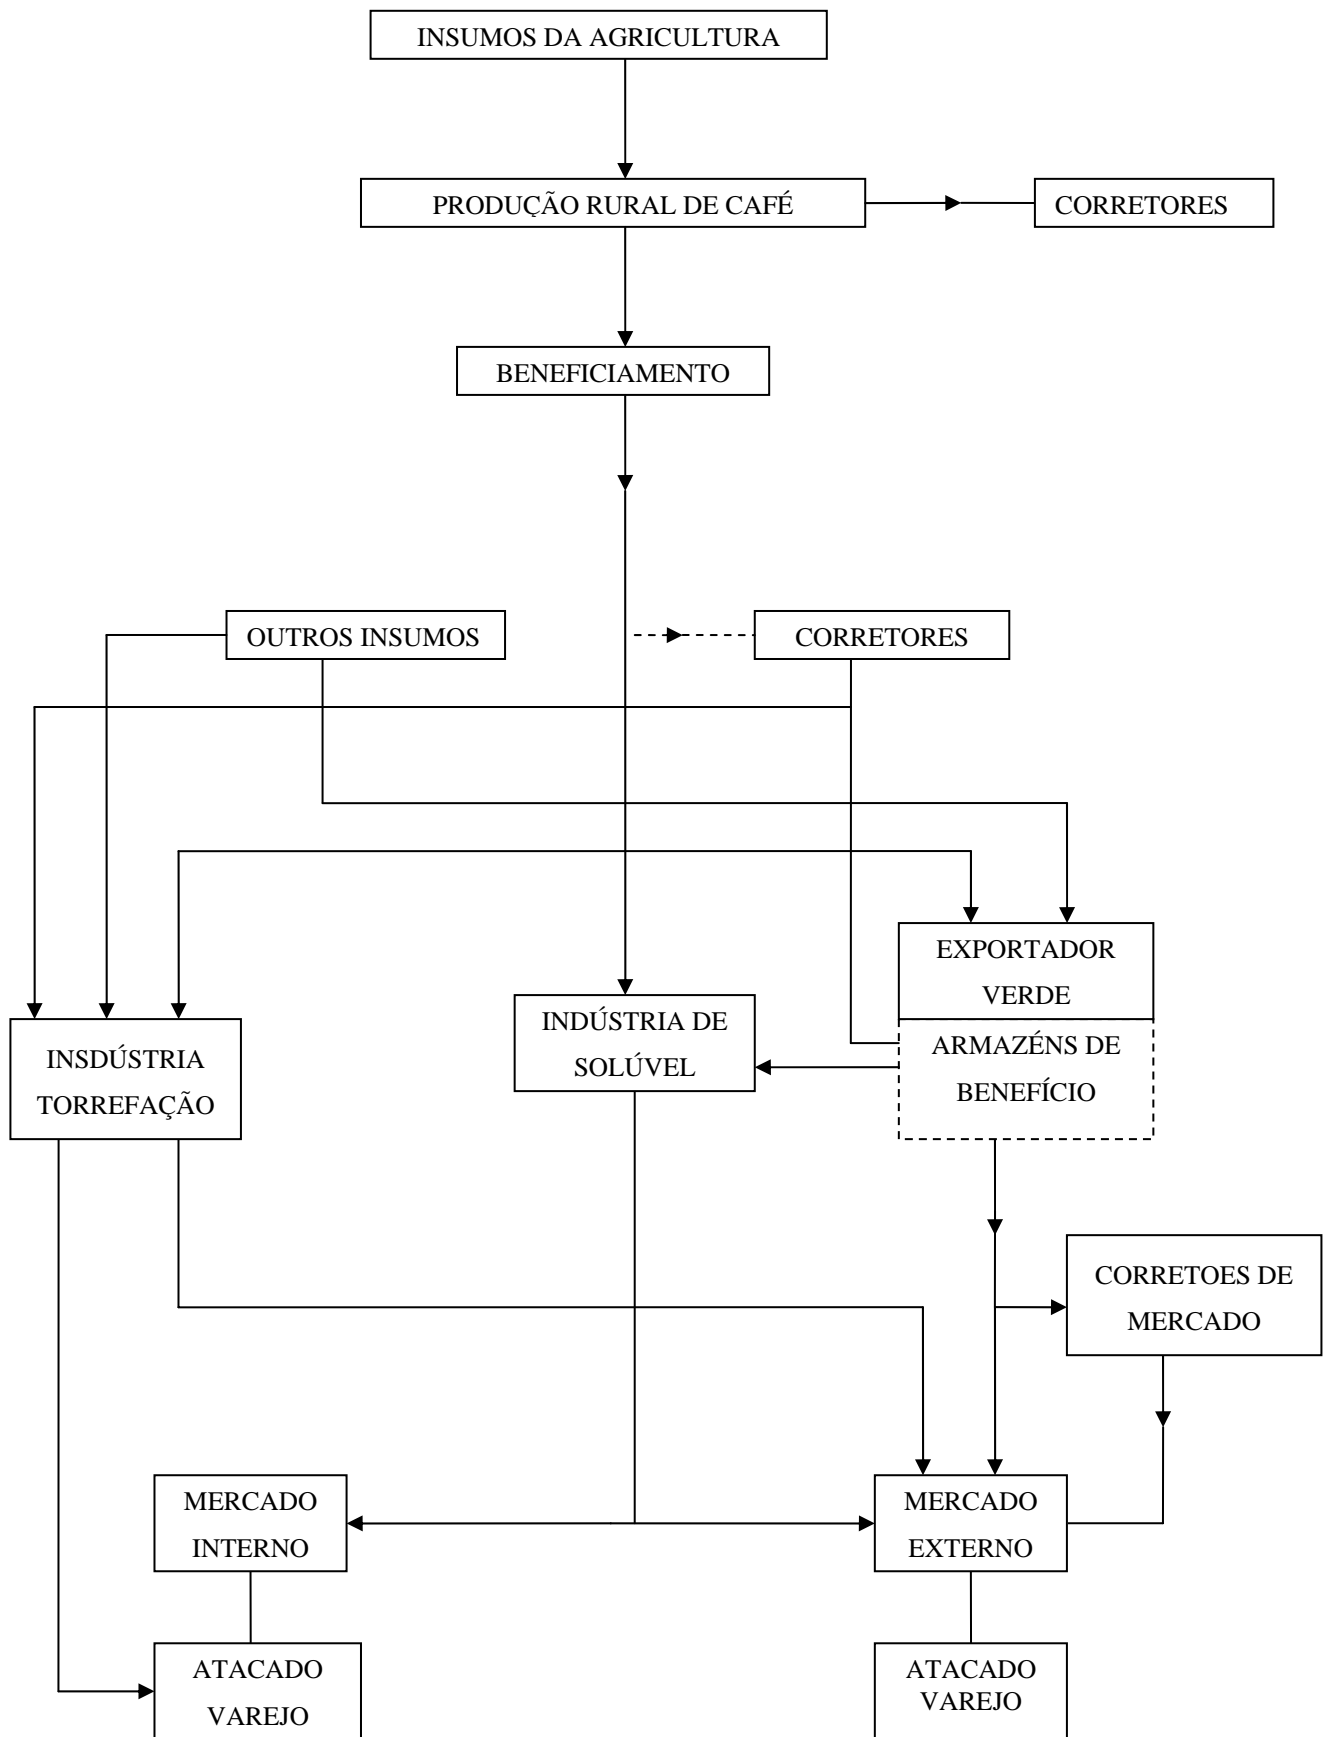 INSUMOS DA AGRICULTURA
PRODUÇÃO RURAL DE CAFÉ
CORRETORES
BENEFICIAMENTO
OUTROS INSUMOS
CORRETORES
EXPORTADOR
VERDE
INSDÚSTRIA
TORREFAÇÃO
INDÚSTRIA DE
SOLÚVEL
ARMAZÉNS DE
BENEFÍCIO
CORRETOES DE
MERCADO
MERCADO
INTERNO
MERCADO
EXTERNO
ATACADO
VAREJO
ATACADO
VAREJO